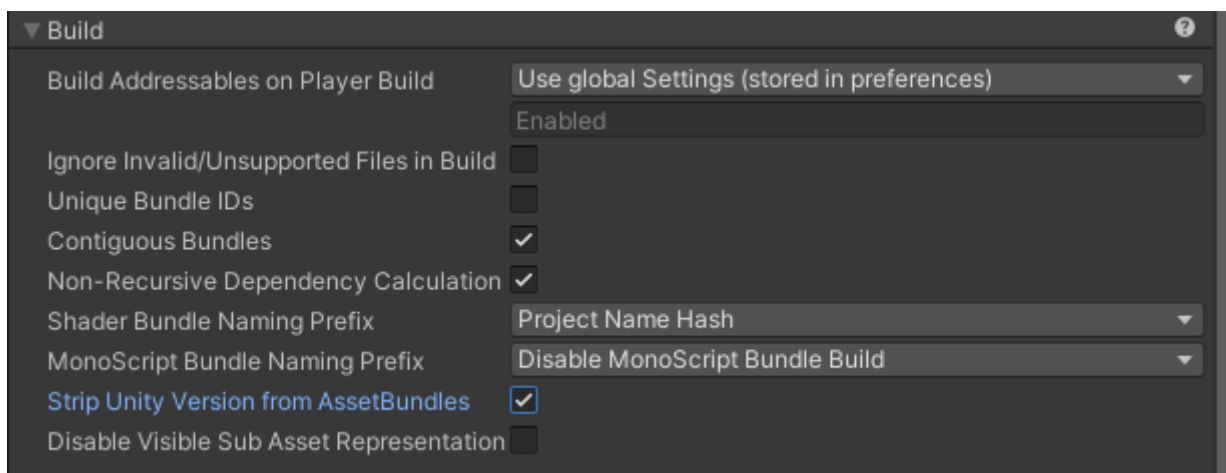 Build
Build Addressables on Player Build Use global Settings (stored in preferences)
Enabled
Ignore Invalid/Unsupported Files in Build
Unique Bundle IDs
Contiguous Bundles
Non-Recursive Dependency Calculation
Shader Bundle Naming Prefix Project Name Hash
MonoScript Bundle Naming Prefix Disable MonoScript Bundle Build
Strip Unity Version from AssetBundles
Disable Visible Sub Asset Representation